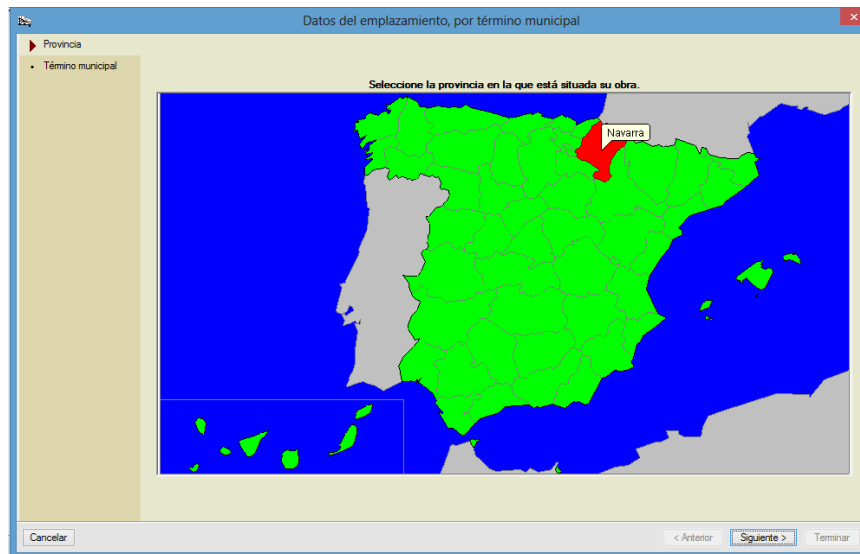 Datos del emplazamiento, por término municipal
Provincia
Término municipal
Seleccione la provincia en la que está situada su obra.
Navarra
Cancelar
< Anterior
Siguiente >
Terminar